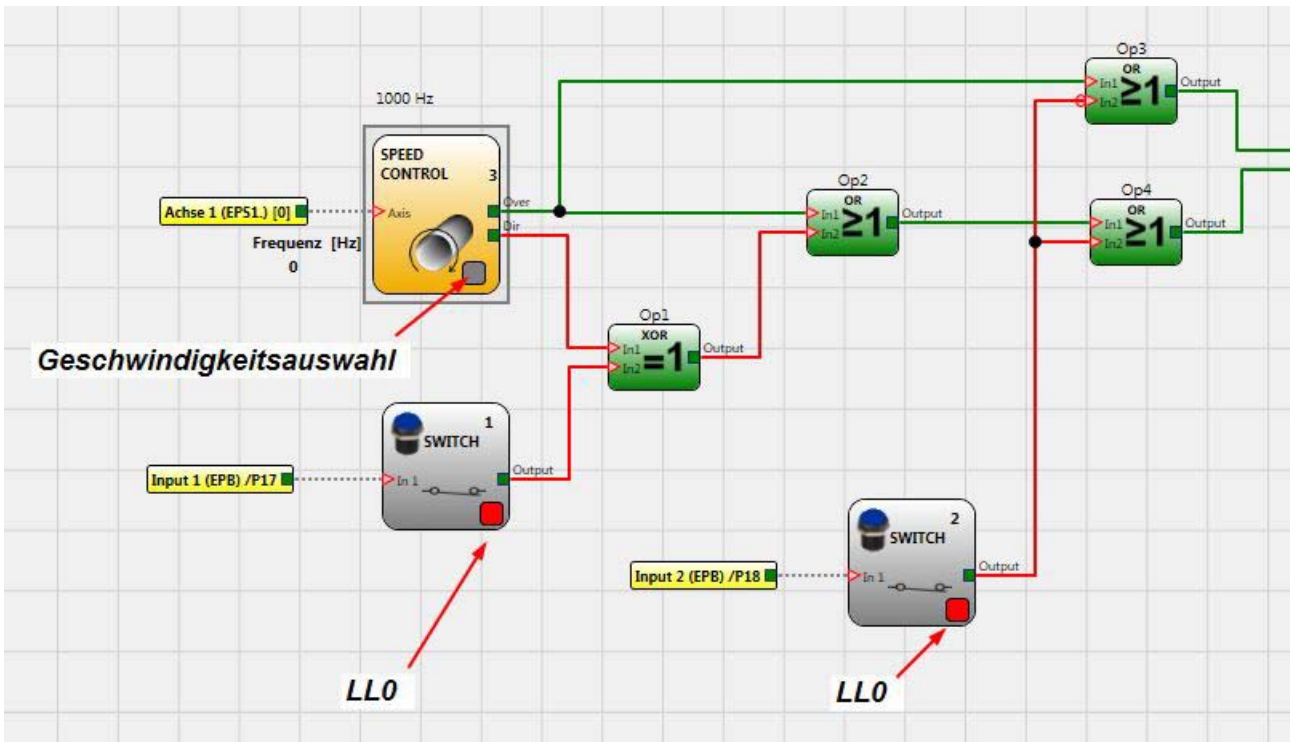 Op3
OR
In1
In2
≥1
Output
1000 Hz
SPEED
CONTROL
3
Axis
Over
Dir
Achse 1 (EPS1.) [0]
Frequenz [Hz]
0
Op2
OR
In1
In2
≥1
Output
Op4
OR
In1
In2
≥1
Output
Op1
XOR
In1
In2
=1
Output
Geschwindigkeitsauswahl
1
SWITCH
In 1
Output
Input 1 (EPB) /P17
2
SWITCH
In 1
Output
Input 2 (EPB) /P18
LL0
LL0